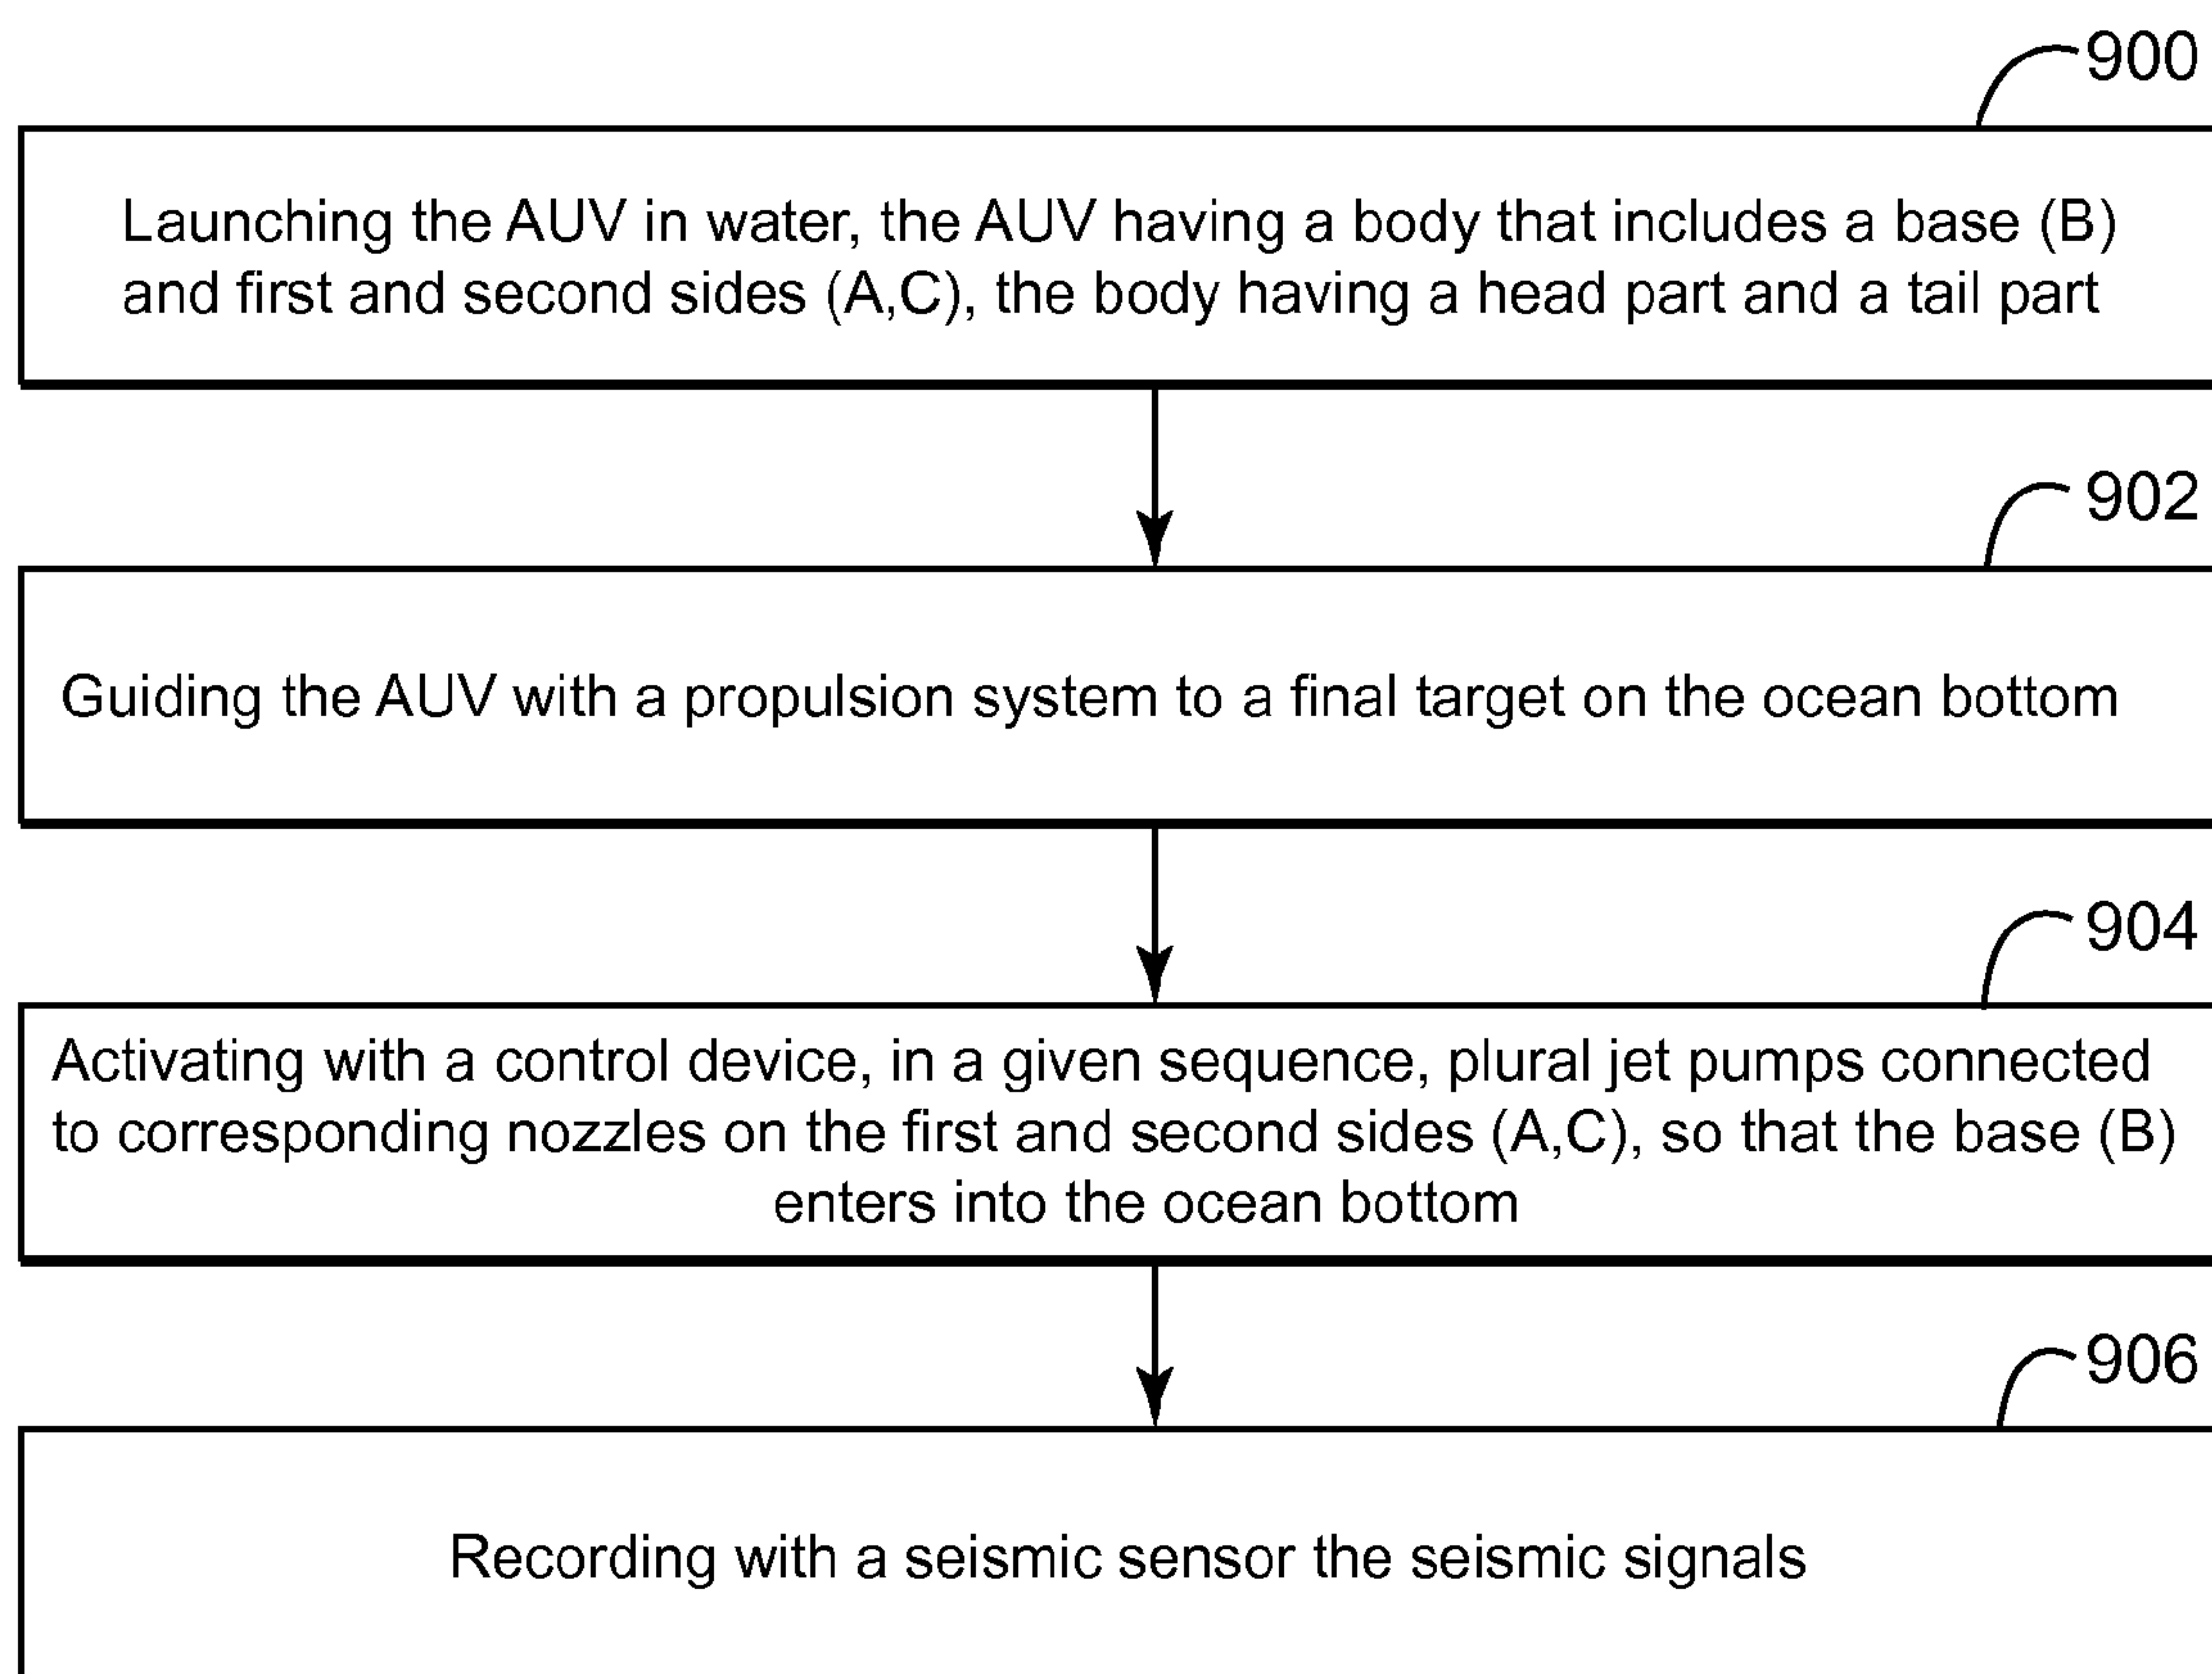 900
Launching the AUV in water, the AUV having a body that includes a base (B)
and first and second sides (A,C), the body having a head part and a tail part
902
Guiding the AUV with a propulsion system to a final target on the ocean bottom
904
Activating with a control device, in a given sequence, plural jet pumps connected
to corresponding nozzles on the first and second sides (A,C), so that the base (B)
enters into the ocean bottom
906
Recording with a seismic sensor the seismic signals